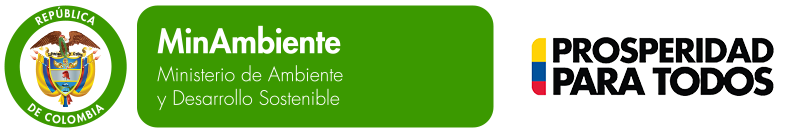 REPÚBLICA
DE COLOMBIA
MinAmbiente
Ministerio de Ambiente
y Desarrollo Sostenible
PROSPERIDAD
PARA TODOS